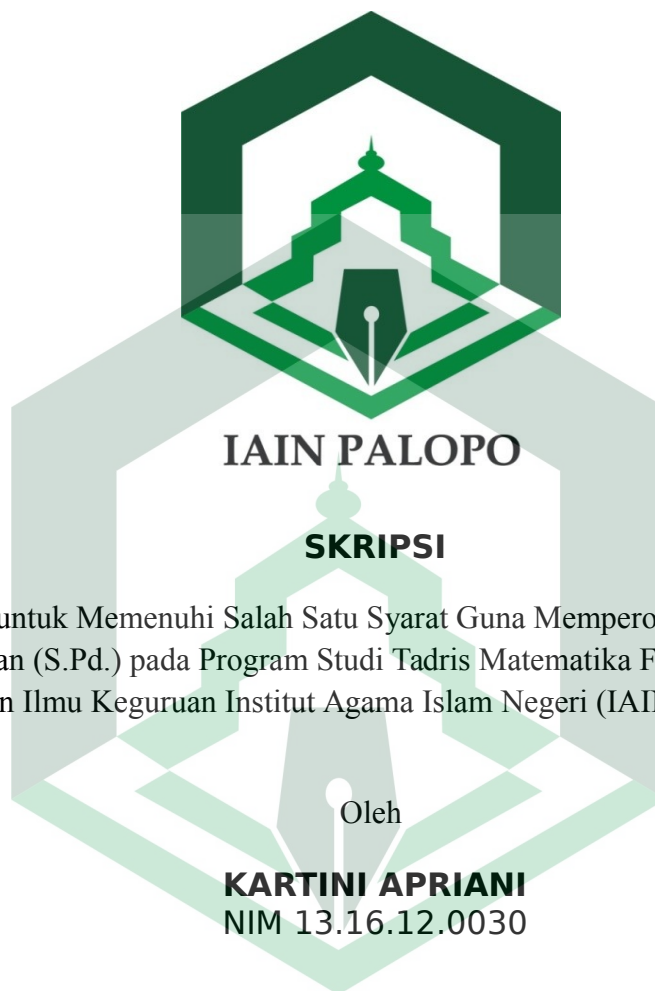 IAIN PALOPO
SKRIPSI
untuk Memenuhi Salah Satu Syarat Guna Mempero
an (S.Pd.) pada Program Studi Tadris Matematika F
n Ilmu Keguruan Institut Agama Islam Negeri (IAI
Oleh
KARTINI APRIANI
NIM 13.16.12.0030